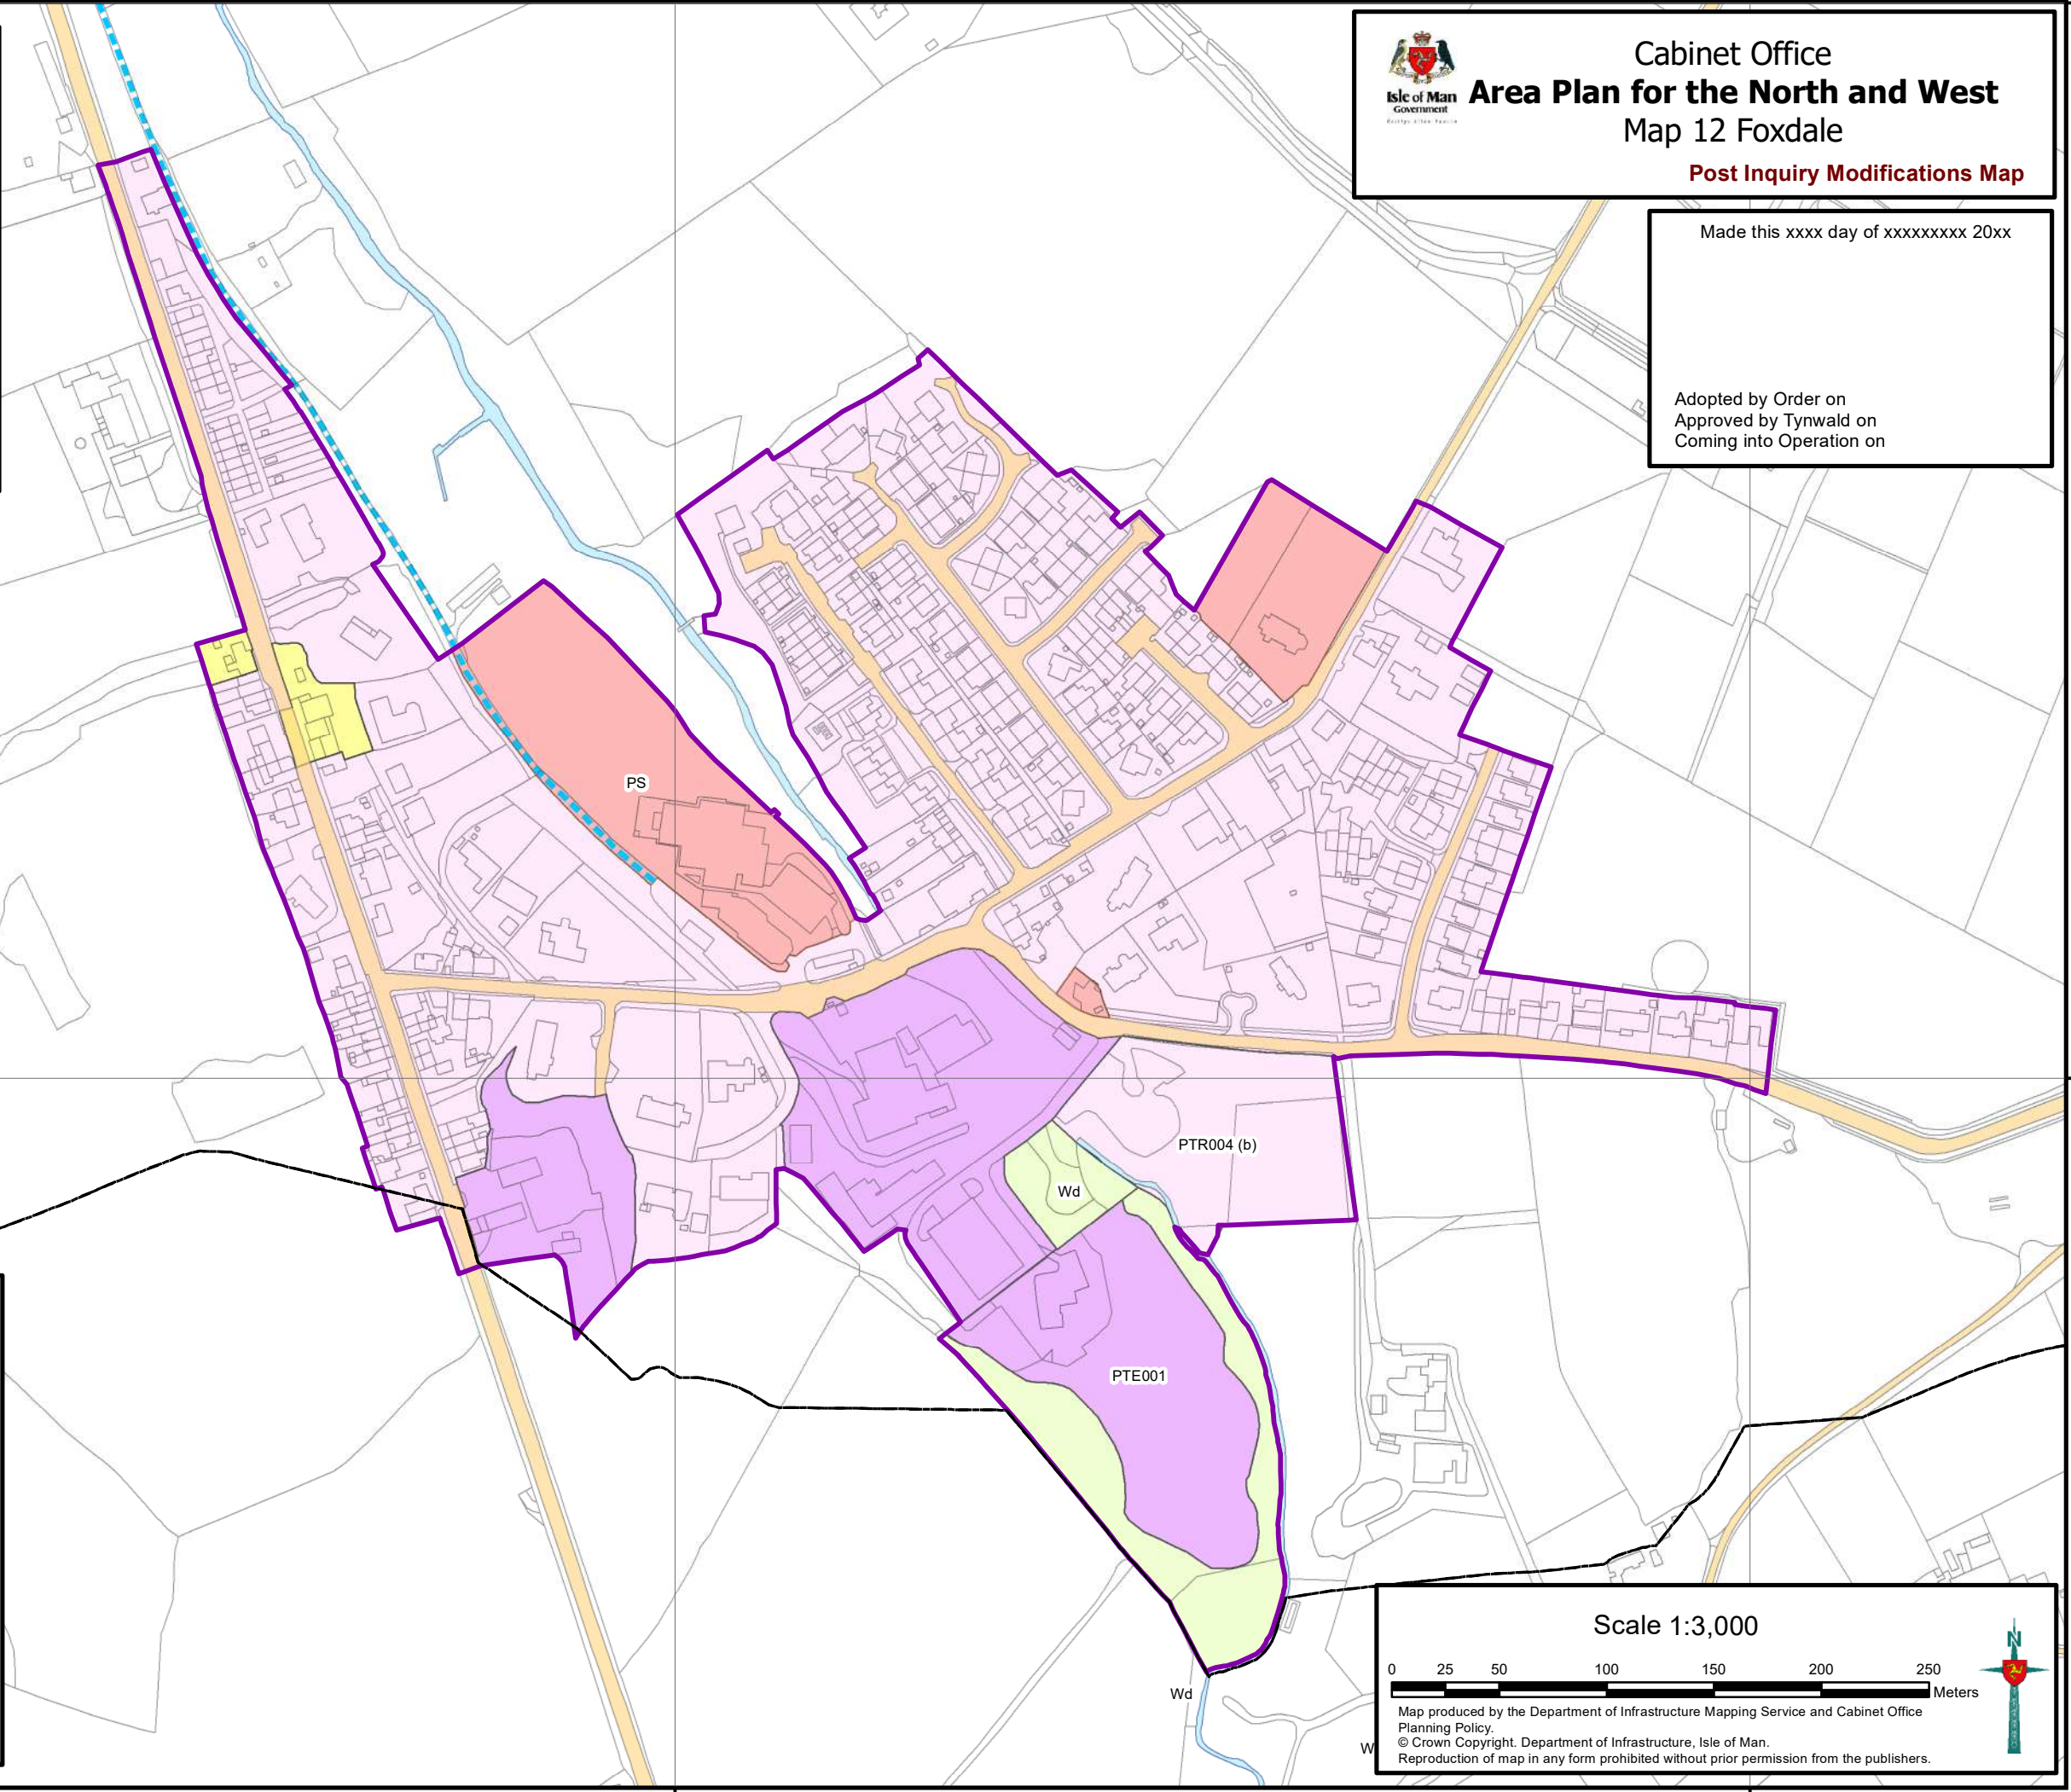 Cabinet Office
Isle of Man
Government
Area Plan for the North and West
Map 12 Foxdale
Post Inquiry Modifications Map
Made this xxxx day of xxxxxxxxx 20xx
Adopted by Order on
Approved by Tynwald on
Coming into Operation on
PS
PTR004 (b)
Wd
PTE001
Wd
W
Scale 1:3,000
N
0 25 50 100 150 200 250
Meters
Map produced by the Department of Infrastructure Mapping Service and Cabinet Office
Planning Policy.
© Crown Copyright. Department of Infrastructure, Isle of Man.
Reproduction of map in any form prohibited without prior permission from the publishers.